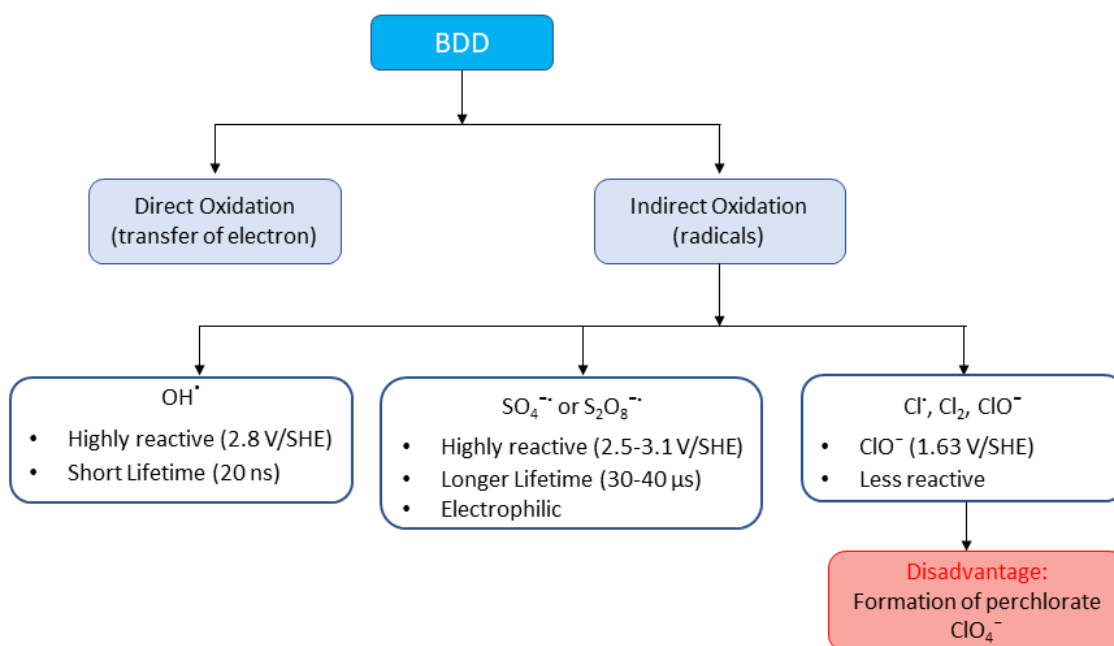 BDD
Direct Oxidation
(transfer of electron)
Indirect Oxidation
(radicals)
OH˙
• Highly reactive (2.8 V/SHE)
• Short Lifetime (20 ns)
SO₄⁻˙ or S₂O₈⁻˙
• Highly reactive (2.5-3.1 V/SHE)
• Longer Lifetime (30-40 µs)
• Electrophilic
Cl˙, Cl₂, ClO⁻
• ClO⁻ (1.63 V/SHE)
• Less reactive
Disadvantage:
Formation of perchlorate
ClO₄⁻